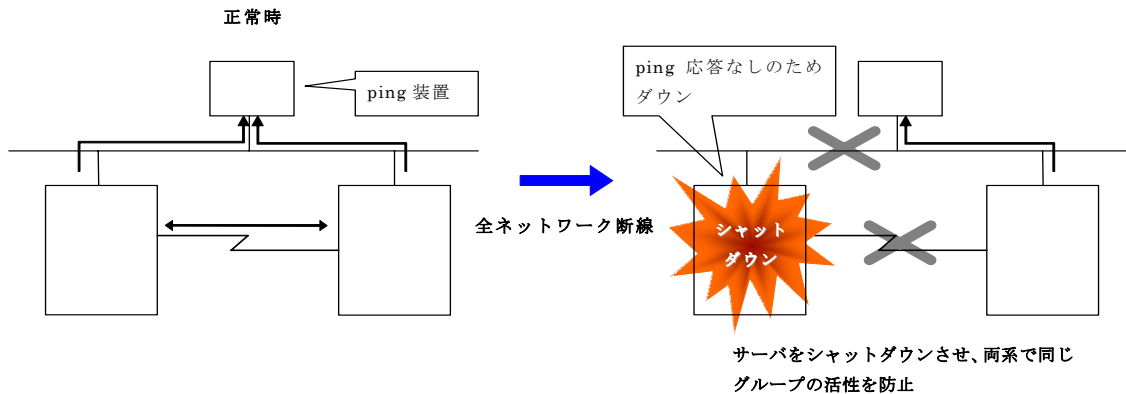 正常時
ping 装置
全ネットワーク断線
ping 応答なしのため
ダウン
シャット
ダウン
サーバをシャットダウンさせ、両系で同じ
グループの活性を防止